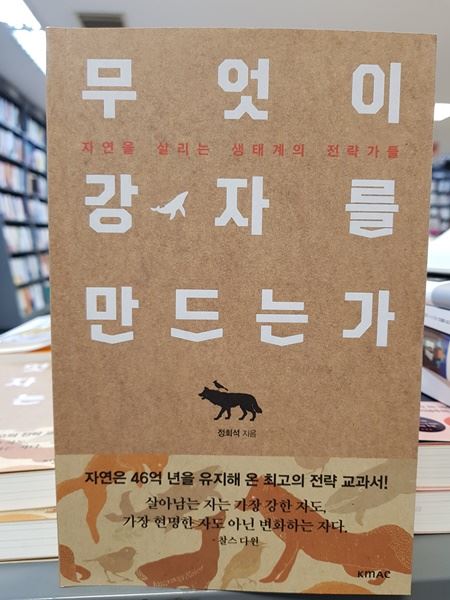 무엇이
자연을 살리는 생태계의 전략가들
강자를
만드는가
정회석 지음
자연은 46억 년을 유지해 온 최고의 전략 교과서!
살아남는 자는 가장 강한 자도,
가장 현명한 자도 아닌 변화하는 자다.
- 찰스 다윈
KMAC